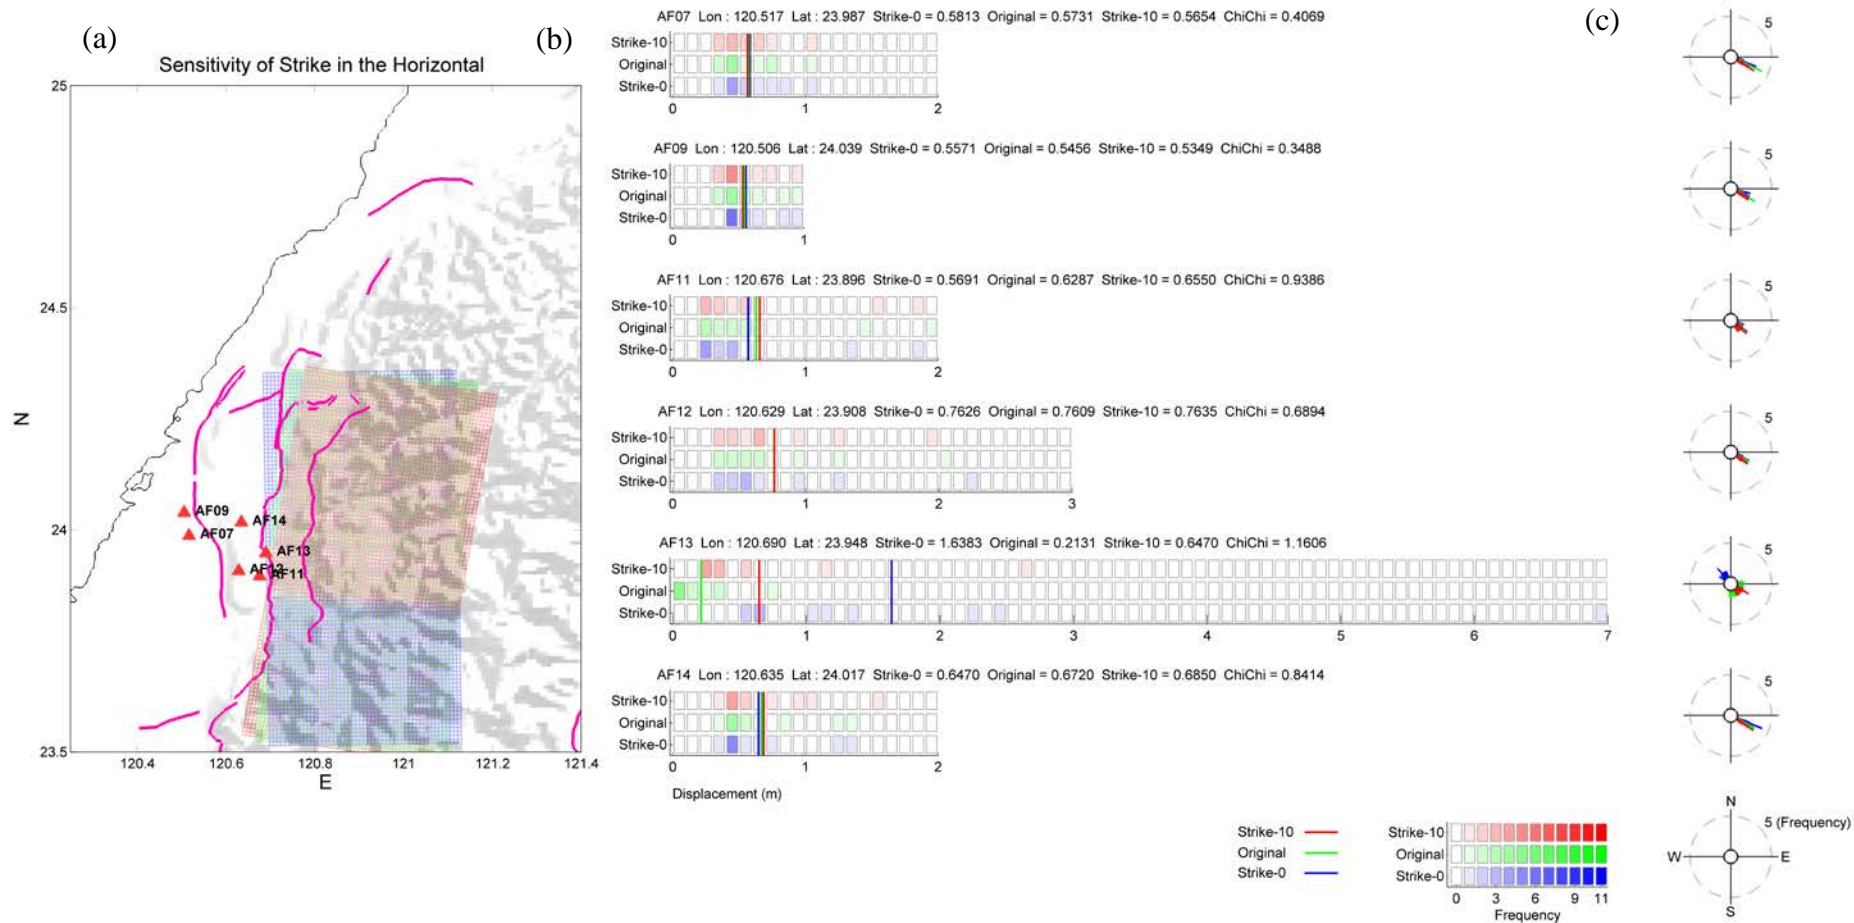 (a)
Sensitivity of Strike in the Horizontal
25
24.5
24
23.5
N
120.4 120.6 120.8 121 121.2 121.4
E
AF09
AF14
AF07
AF13
AF12
AF11
(b)
AF07 Lon : 120.517 Lat : 23.987 Strike-0 = 0.5813 Original = 0.5731 Strike-10 = 0.5654 ChiChi = 0.4069
Strike-10
Original
Strike-0
0 1 2
AF09 Lon : 120.506 Lat : 24.039 Strike-0 = 0.5571 Original = 0.5456 Strike-10 = 0.5349 ChiChi = 0.3488
Strike-10
Original
Strike-0
0 1
AF11 Lon : 120.676 Lat : 23.896 Strike-0 = 0.5691 Original = 0.6287 Strike-10 = 0.6550 ChiChi = 0.9386
Strike-10
Original
Strike-0
0 1 2
AF12 Lon : 120.629 Lat : 23.908 Strike-0 = 0.7626 Original = 0.7609 Strike-10 = 0.7635 ChiChi = 0.6894
Strike-10
Original
Strike-0
0 1 2 3
AF13 Lon : 120.690 Lat : 23.948 Strike-0 = 1.6383 Original = 0.2131 Strike-10 = 0.6470 ChiChi = 1.1606
Strike-10
Original
Strike-0
0 1 2 3 4 5 6 7
AF14 Lon : 120.635 Lat : 24.017 Strike-0 = 0.6470 Original = 0.6720 Strike-10 = 0.6850 ChiChi = 0.8414
Strike-10
Original
Strike-0
0 1 2
Displacement (m)
Strike-10
Original
Strike-0
Strike-10
Original
Strike-0
0 3 6 9 11
Frequency
(c)
5
5
5
5
5
5
N
5 (Frequency)
W E
S